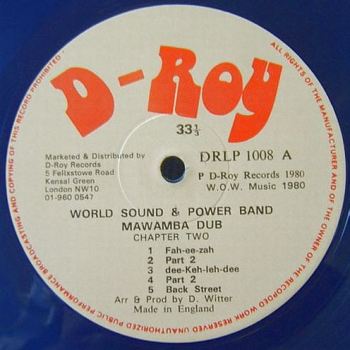 ALL RIGHTS OF THE MANUFACTURER AND OF THE OWNER OF THE RECORDED WORK RESERVED UNAUTHORIZED PUBLIC PERFORMANCE BROADCASTING AND COPYING OF THIS RECORD PROHIBITED
D-Roy
33⅓
Marketed & Distributed by
D-Roy Records
5 Felixstowe Road
Kensal Green
London NW10
01-960 0547
DRLP 1008 A
P D-Roy Records 1980
W.O.W. Music 1980
WORLD SOUND & POWER BAND
MAWAMBA DUB
CHAPTER TWO
1 Fah-ee-zah
2 Part 2
3 dee-Keh-leh-dee
4 Part 2
5 Back Street
Arr & Prod by D. Witter
Made in England